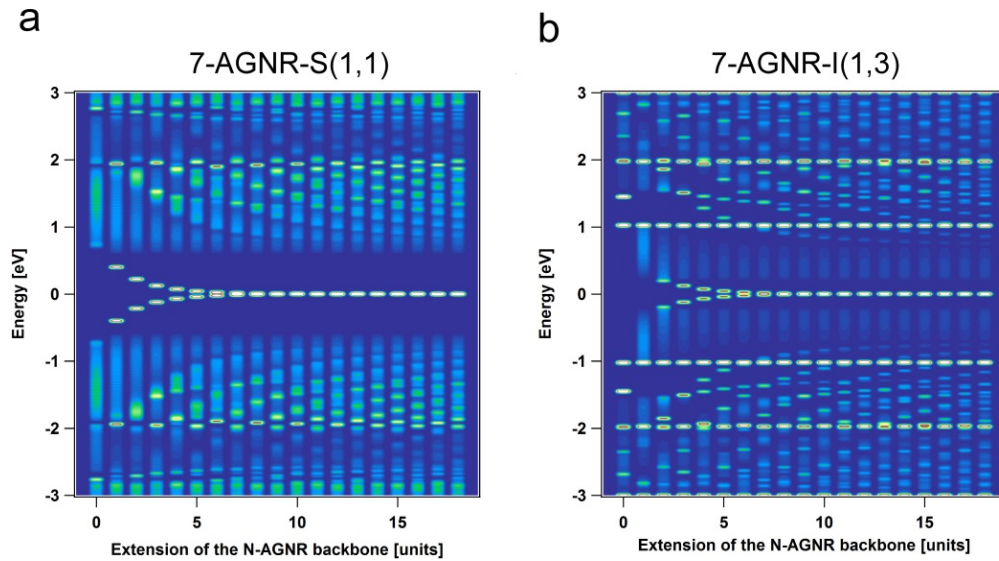 a
7-AGNR-S(1,1)
3
2
1
0
-1
-2
-3
Energy [eV]
0
5
10
15
Extension of the N-AGNR backbone [units]
b
7-AGNR-I(1,3)
3
2
1
0
-1
-2
-3
Energy [eV]
0
5
10
15
Extension of the N-AGNR backbone [units]